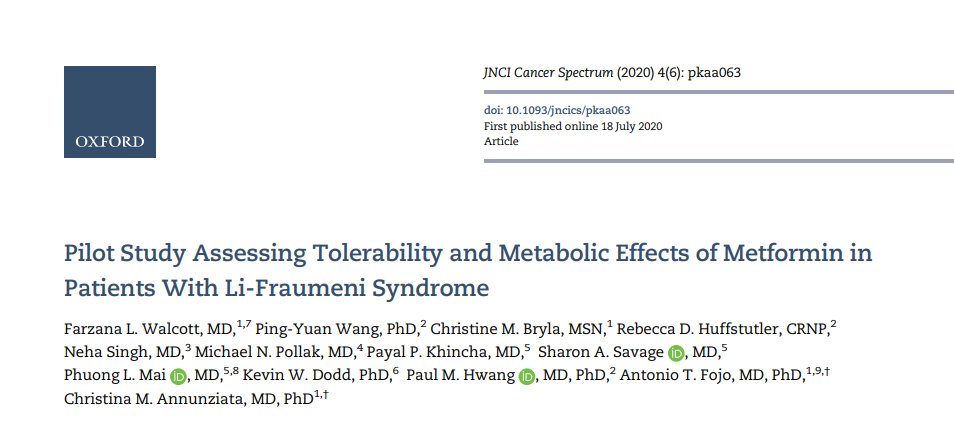 OXFORD
JNCI Cancer Spectrum (2020) 4(6): pkaa063
doi: 10.1093/jncics/pkaa063
First published online 18 July 2020
Article
Pilot Study Assessing Tolerability and Metabolic Effects of Metformin in
Patients With Li-Fraumeni Syndrome
Farzana L. Walcott, MD,1,7 Ping-Yuan Wang, PhD,2 Christine M. Bryla, MSN,1 Rebecca D. Huffstutler, CRNP,2
Neha Singh, MD,3 Michael N. Pollak, MD,4 Payal P. Khincha, MD,5 Sharon A. Savage iD, MD,5
Phuong L. Mai iD, MD,5,8 Kevin W. Dodd, PhD,6 Paul M. Hwang iD, MD, PhD,2 Antonio T. Fojo, MD, PhD,1,9,†
Christina M. Annunziata, MD, PhD1,†